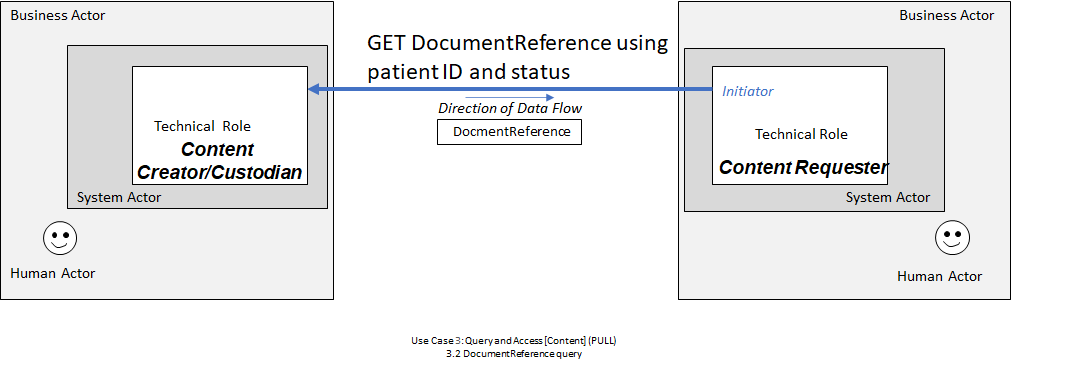 Business Actor
Business Actor
GET DocumentReference using
patient ID and status
Initiator
Direction of Data Flow
DocmentReference
Technical Role
Content
Creator/Custodian
Technical Role
Content Requester
System Actor
System Actor
Human Actor
Human Actor
Use Case 3: Query and Access [Content] (PULL)
3.2 DocumentReference query